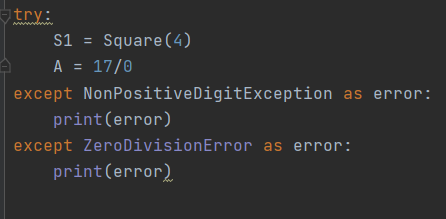 try:
    S1 = Square(4)
    A = 17/0
except NonPositiveDigitException as error:
    print(error)
except ZeroDivisionError as error:
    print(error)